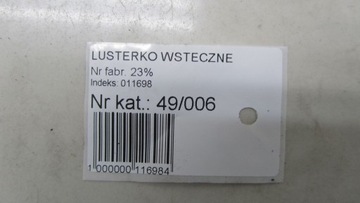 LUSTERKO WSTECZNE
Nr fabr. 23%
Indeks: 011698
Nr kat.: 49/006
1 000000 116984